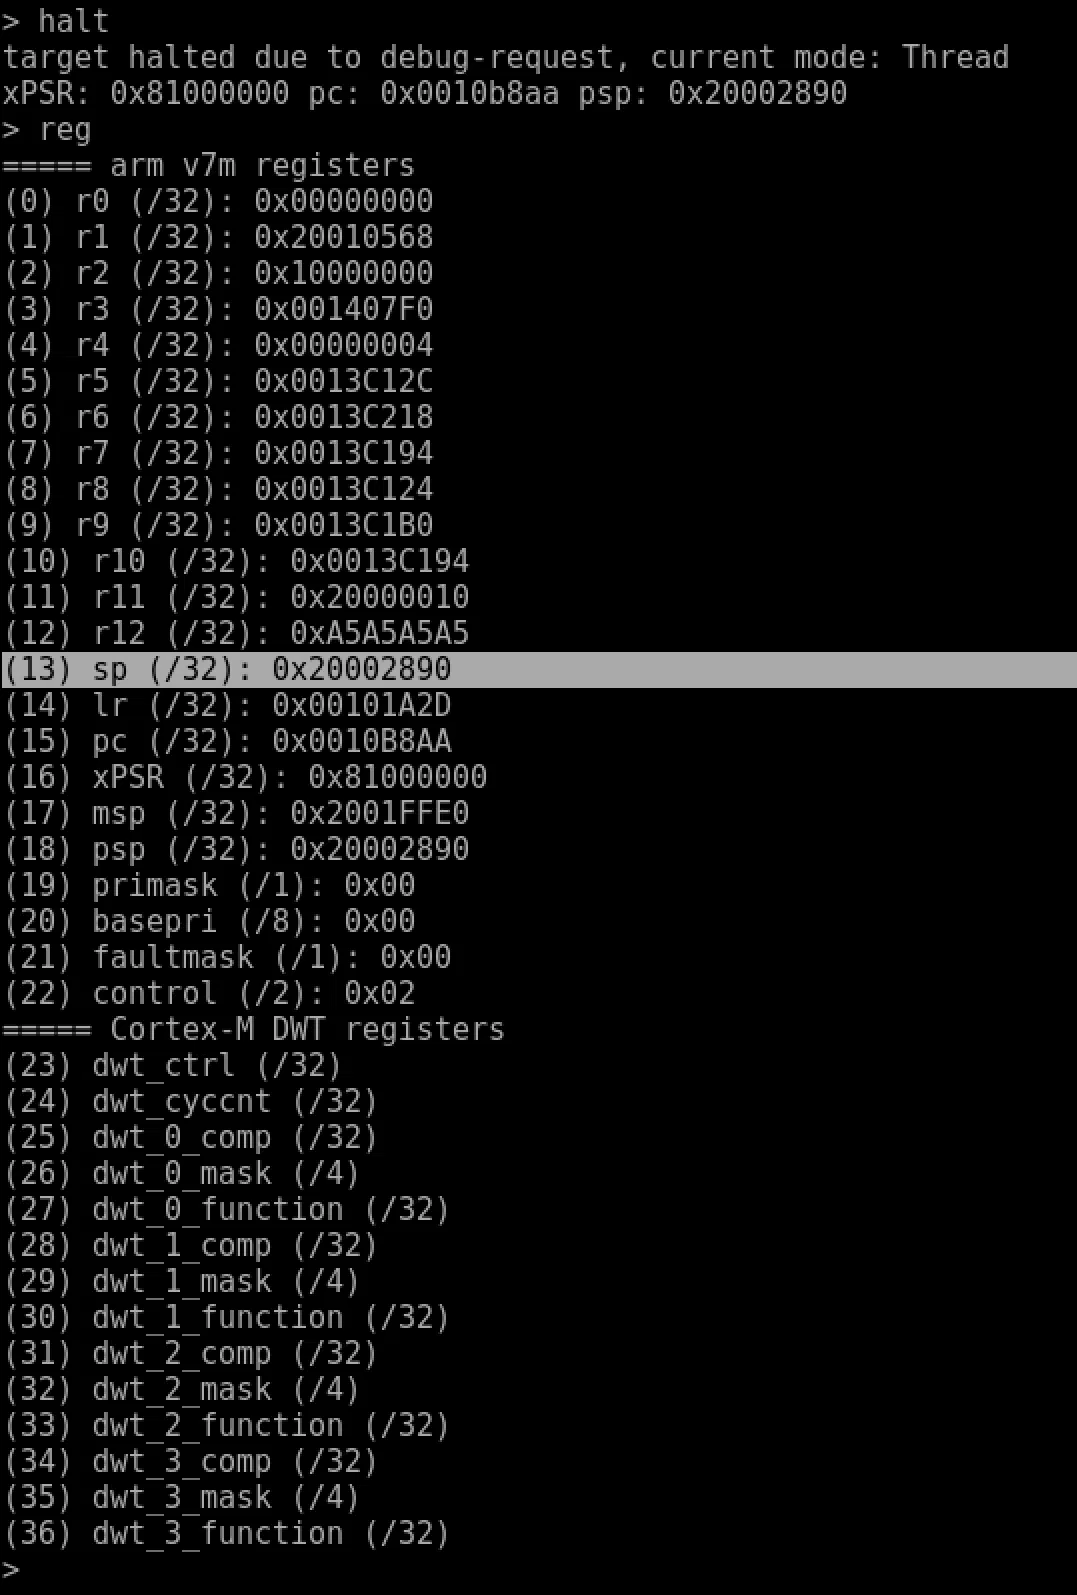 > halt
target halted due to debug-request, current mode: Thread
xPSR: 0x81000000 pc: 0x0010b8aa psp: 0x20002890
> reg
===== arm v7m registers
(0) r0 (/32): 0x00000000
(1) r1 (/32): 0x20010568
(2) r2 (/32): 0x10000000
(3) r3 (/32): 0x001407F0
(4) r4 (/32): 0x00000004
(5) r5 (/32): 0x0013C12C
(6) r6 (/32): 0x0013C218
(7) r7 (/32): 0x0013C194
(8) r8 (/32): 0x0013C124
(9) r9 (/32): 0x0013C1B0
(10) r10 (/32): 0x0013C194
(11) r11 (/32): 0x20000010
(12) r12 (/32): 0xA5A5A5A5
(13) sp (/32): 0x20002890
(14) lr (/32): 0x00101A2D
(15) pc (/32): 0x0010B8AA
(16) xPSR (/32): 0x81000000
(17) msp (/32): 0x2001FFE0
(18) psp (/32): 0x20002890
(19) primask (/1): 0x00
(20) basepri (/8): 0x00
(21) faultmask (/1): 0x00
(22) control (/2): 0x02
===== Cortex-M DWT registers
(23) dwt_ctrl (/32)
(24) dwt_cyccnt (/32)
(25) dwt_0_comp (/32)
(26) dwt_0_mask (/4)
(27) dwt_0_function (/32)
(28) dwt_1_comp (/32)
(29) dwt_1_mask (/4)
(30) dwt_1_function (/32)
(31) dwt_2_comp (/32)
(32) dwt_2_mask (/4)
(33) dwt_2_function (/32)
(34) dwt_3_comp (/32)
(35) dwt_3_mask (/4)
(36) dwt_3_function (/32)
>